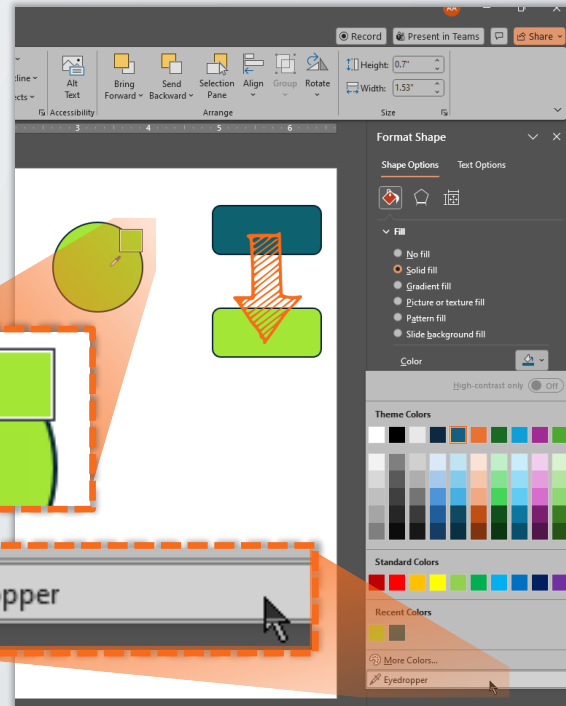 AA
Record
Present in Teams
Share
tline
ects
Alt
Text
Accessibility
Bring
Forward
Send
Backward
Selection
Pane
Align
Group
Rotate
Arrange
Height: 0.7"
Width: 1.53"
Size
3 4 5 6
Format Shape
Shape Options Text Options
Fill
No fill
Solid fill
Gradient fill
Picture or texture fill
Pattern fill
Slide background fill
Color
High-contrast only Off
Theme Colors
Standard Colors
Recent Colors
More Colors...
Eyedropper
opper